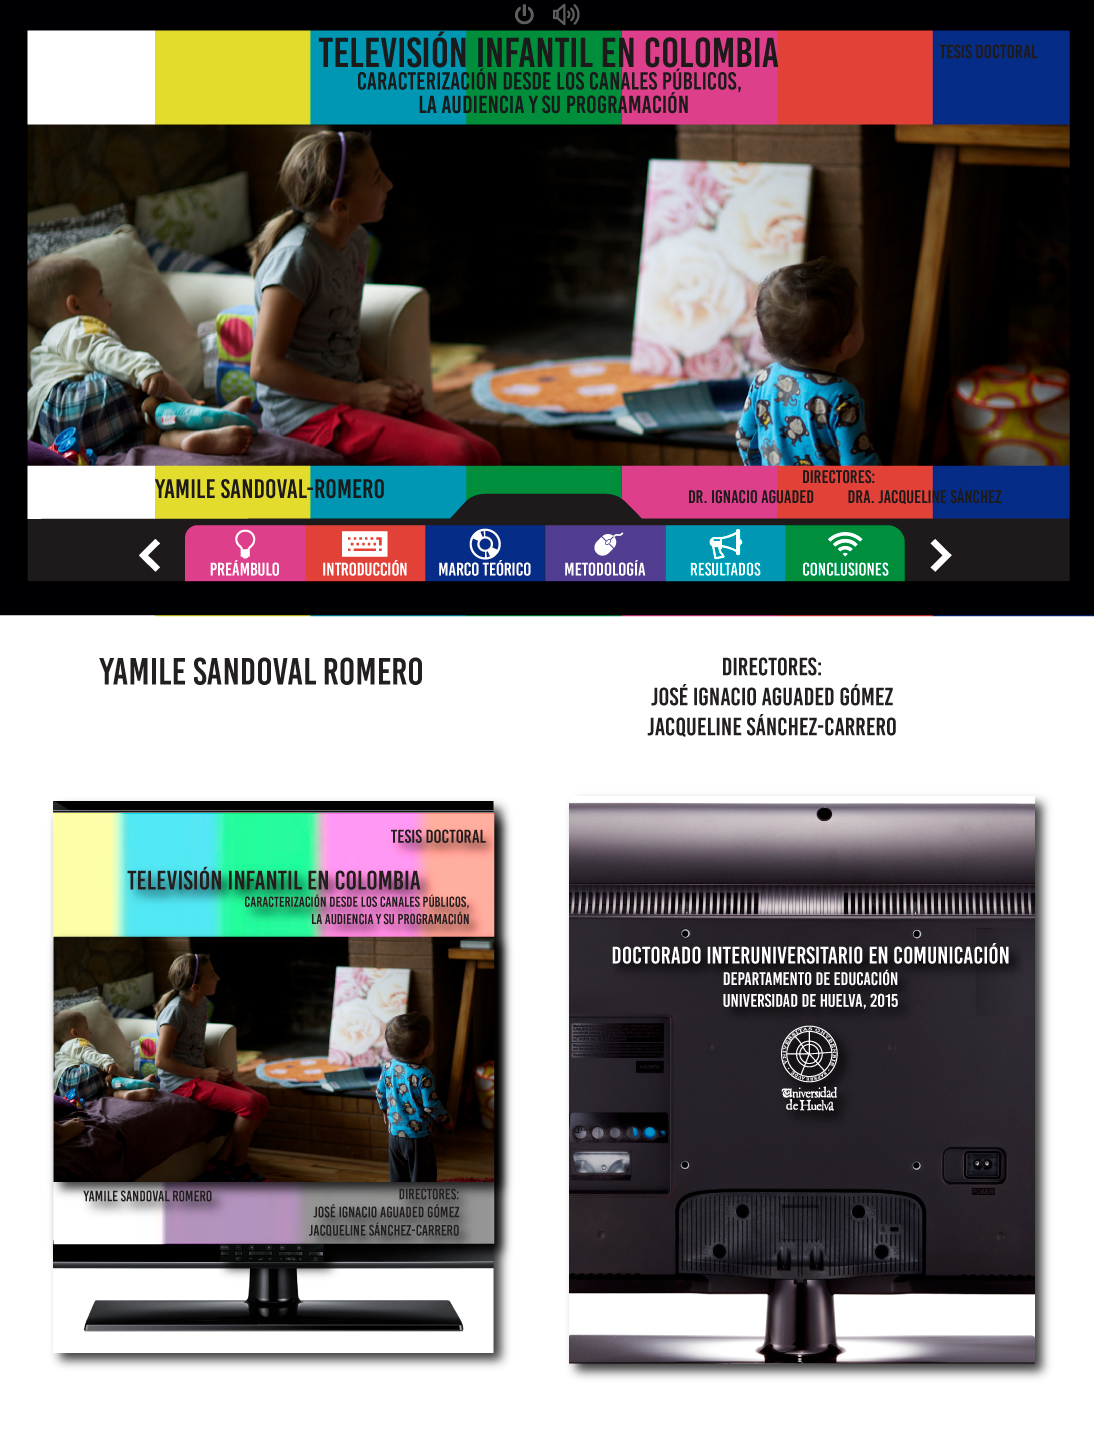 TELEVISIÓN INFANTIL EN COLOMBIA
TESIS DOCTORAL
CARACTERIZACIÓN DESDE LOS CANALES PÚBLICOS,
LA AUDIENCIA Y SU PROGRAMACIÓN
YAMILE SANDOVAL-ROMERO
DIRECTORES:
DR. IGNACIO AGUADED DRA. JACQUELINE SÁNCHEZ
PREÁMBULO
INTRODUCCIÓN
MARCO TEÓRICO
METODOLOGÍA
RESULTADOS
CONCLUSIONES
YAMILE SANDOVAL ROMERO
DIRECTORES:
JOSÉ IGNACIO AGUADED GÓMEZ
JACQUELINE SÁNCHEZ-CARRERO
TESIS DOCTORAL
TELEVISIÓN INFANTIL EN COLOMBIA
CARACTERIZACIÓN DESDE LOS CANALES PÚBLICOS,
LA AUDIENCIA Y SU PROGRAMACIÓN
YAMILE SANDOVAL ROMERO
DIRECTORES:
JOSÉ IGNACIO AGUADED GÓMEZ
JACQUELINE SÁNCHEZ-CARRERO
DOCTORADO INTERUNIVERSITARIO EN COMUNICACIÓN
DEPARTAMENTO DE EDUCACIÓN
UNIVERSIDAD DE HUELVA, 2015
Universidad
de Huelva